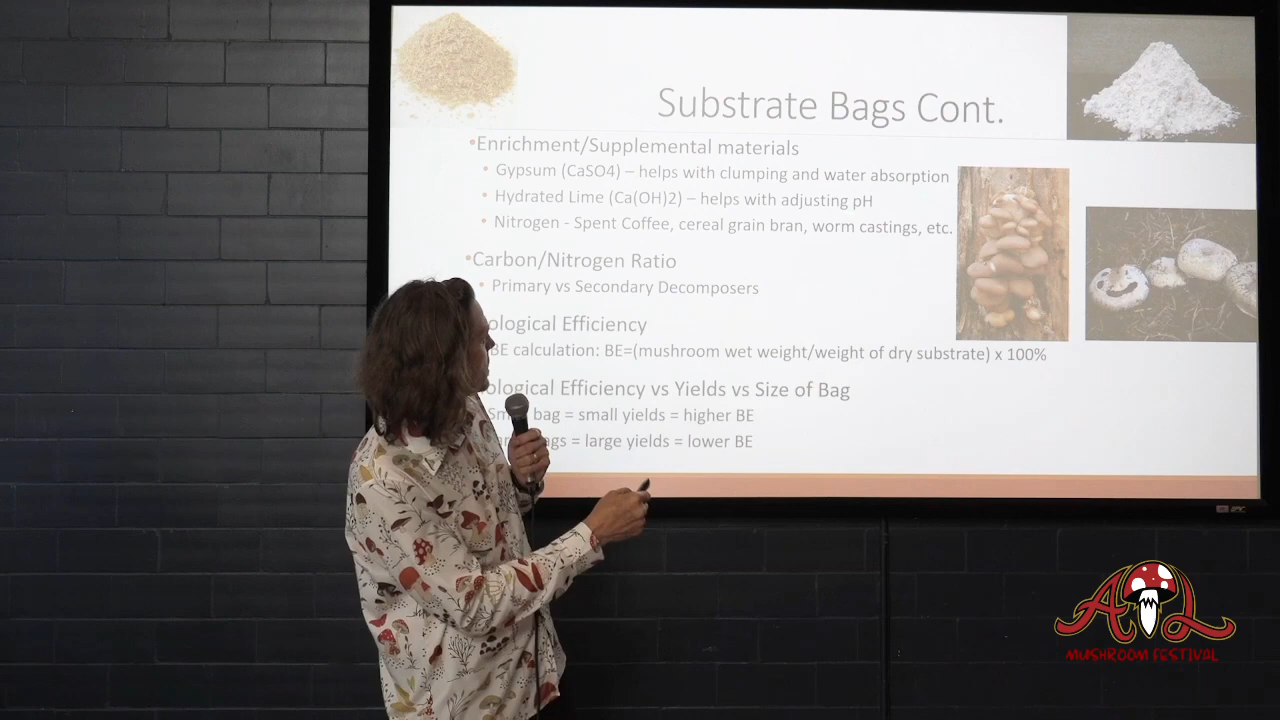 Substrate Bags Cont.
•Enrichment/Supplemental materials
• Gypsum (CaSO4) – helps with clumping and water absorption
• Hydrated Lime (Ca(OH)2) – helps with adjusting pH
• Nitrogen - Spent Coffee, cereal grain bran, worm castings, etc.
•Carbon/Nitrogen Ratio
• Primary vs Secondary Decomposers
ological Efficiency
BE calculation: BE=(mushroom wet weight/weight of dry substrate) x 100%
ological Efficiency vs Yields vs Size of Bag
bag = small yields = higher BE
= large yields = lower BE
ATL
MUSHROOM FESTIVAL